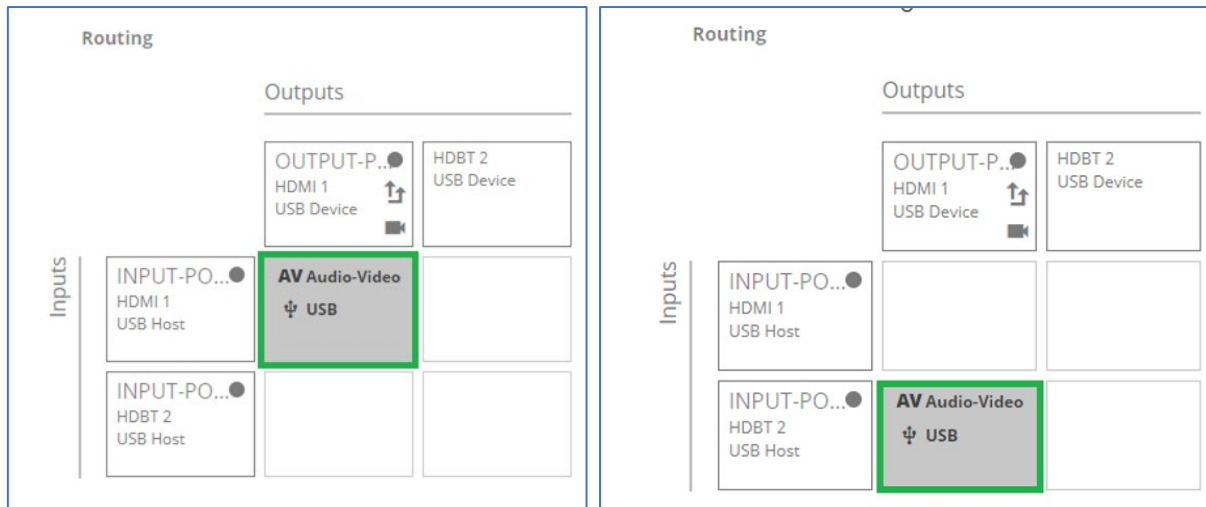 Routing
Outputs
OUTPUT-P...
HDMI 1
USB Device
HDBT 2
USB Device
Inputs
INPUT-PO...
HDMI 1
USB Host
AV Audio-Video
USB
INPUT-PO...
HDBT 2
USB Host
Routing
Outputs
OUTPUT-P...
HDMI 1
USB Device
HDBT 2
USB Device
Inputs
INPUT-PO...
HDMI 1
USB Host
INPUT-PO...
HDBT 2
USB Host
AV Audio-Video
USB